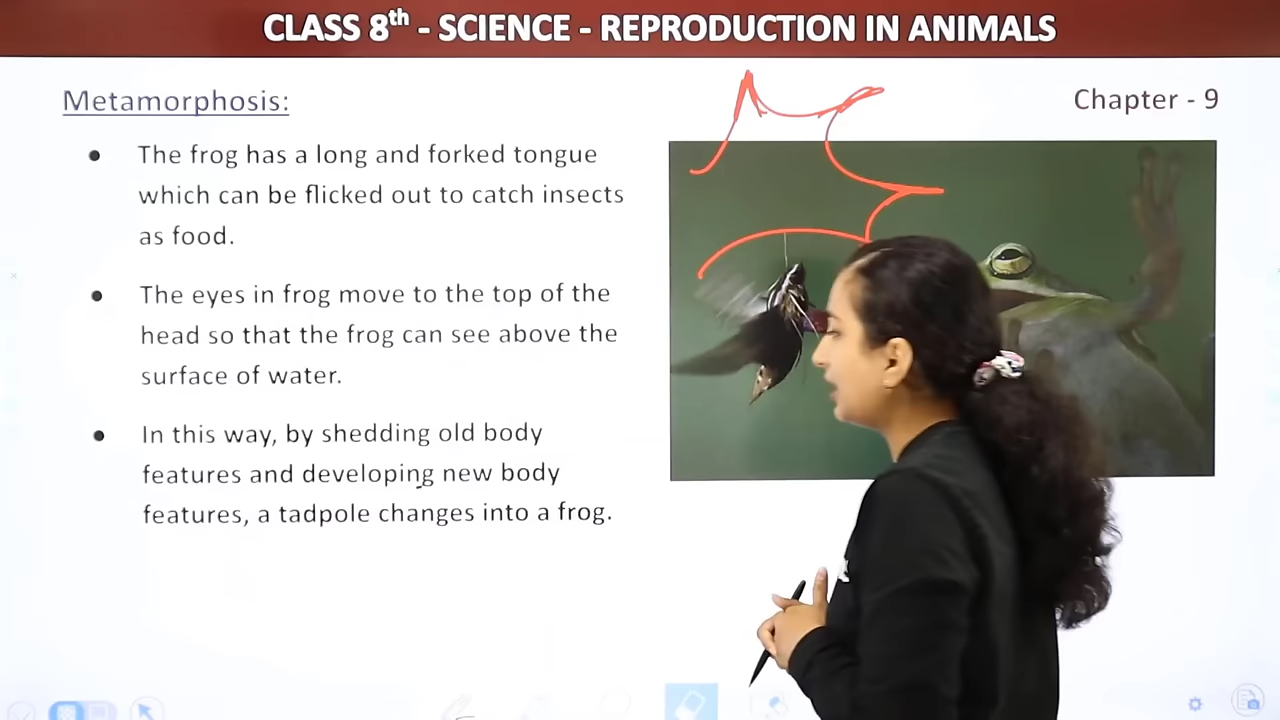 CLASS 8th - SCIENCE - REPRODUCTION IN ANIMALS
Metamorphosis:
Chapter - 9
● The frog has a long and forked tongue
which can be flicked out to catch insects
as food.
● The eyes in frog move to the top of the
head so that the frog can see above the
surface of water.
● In this way, by shedding old body
features and developing new body
features, a tadpole changes into a frog.